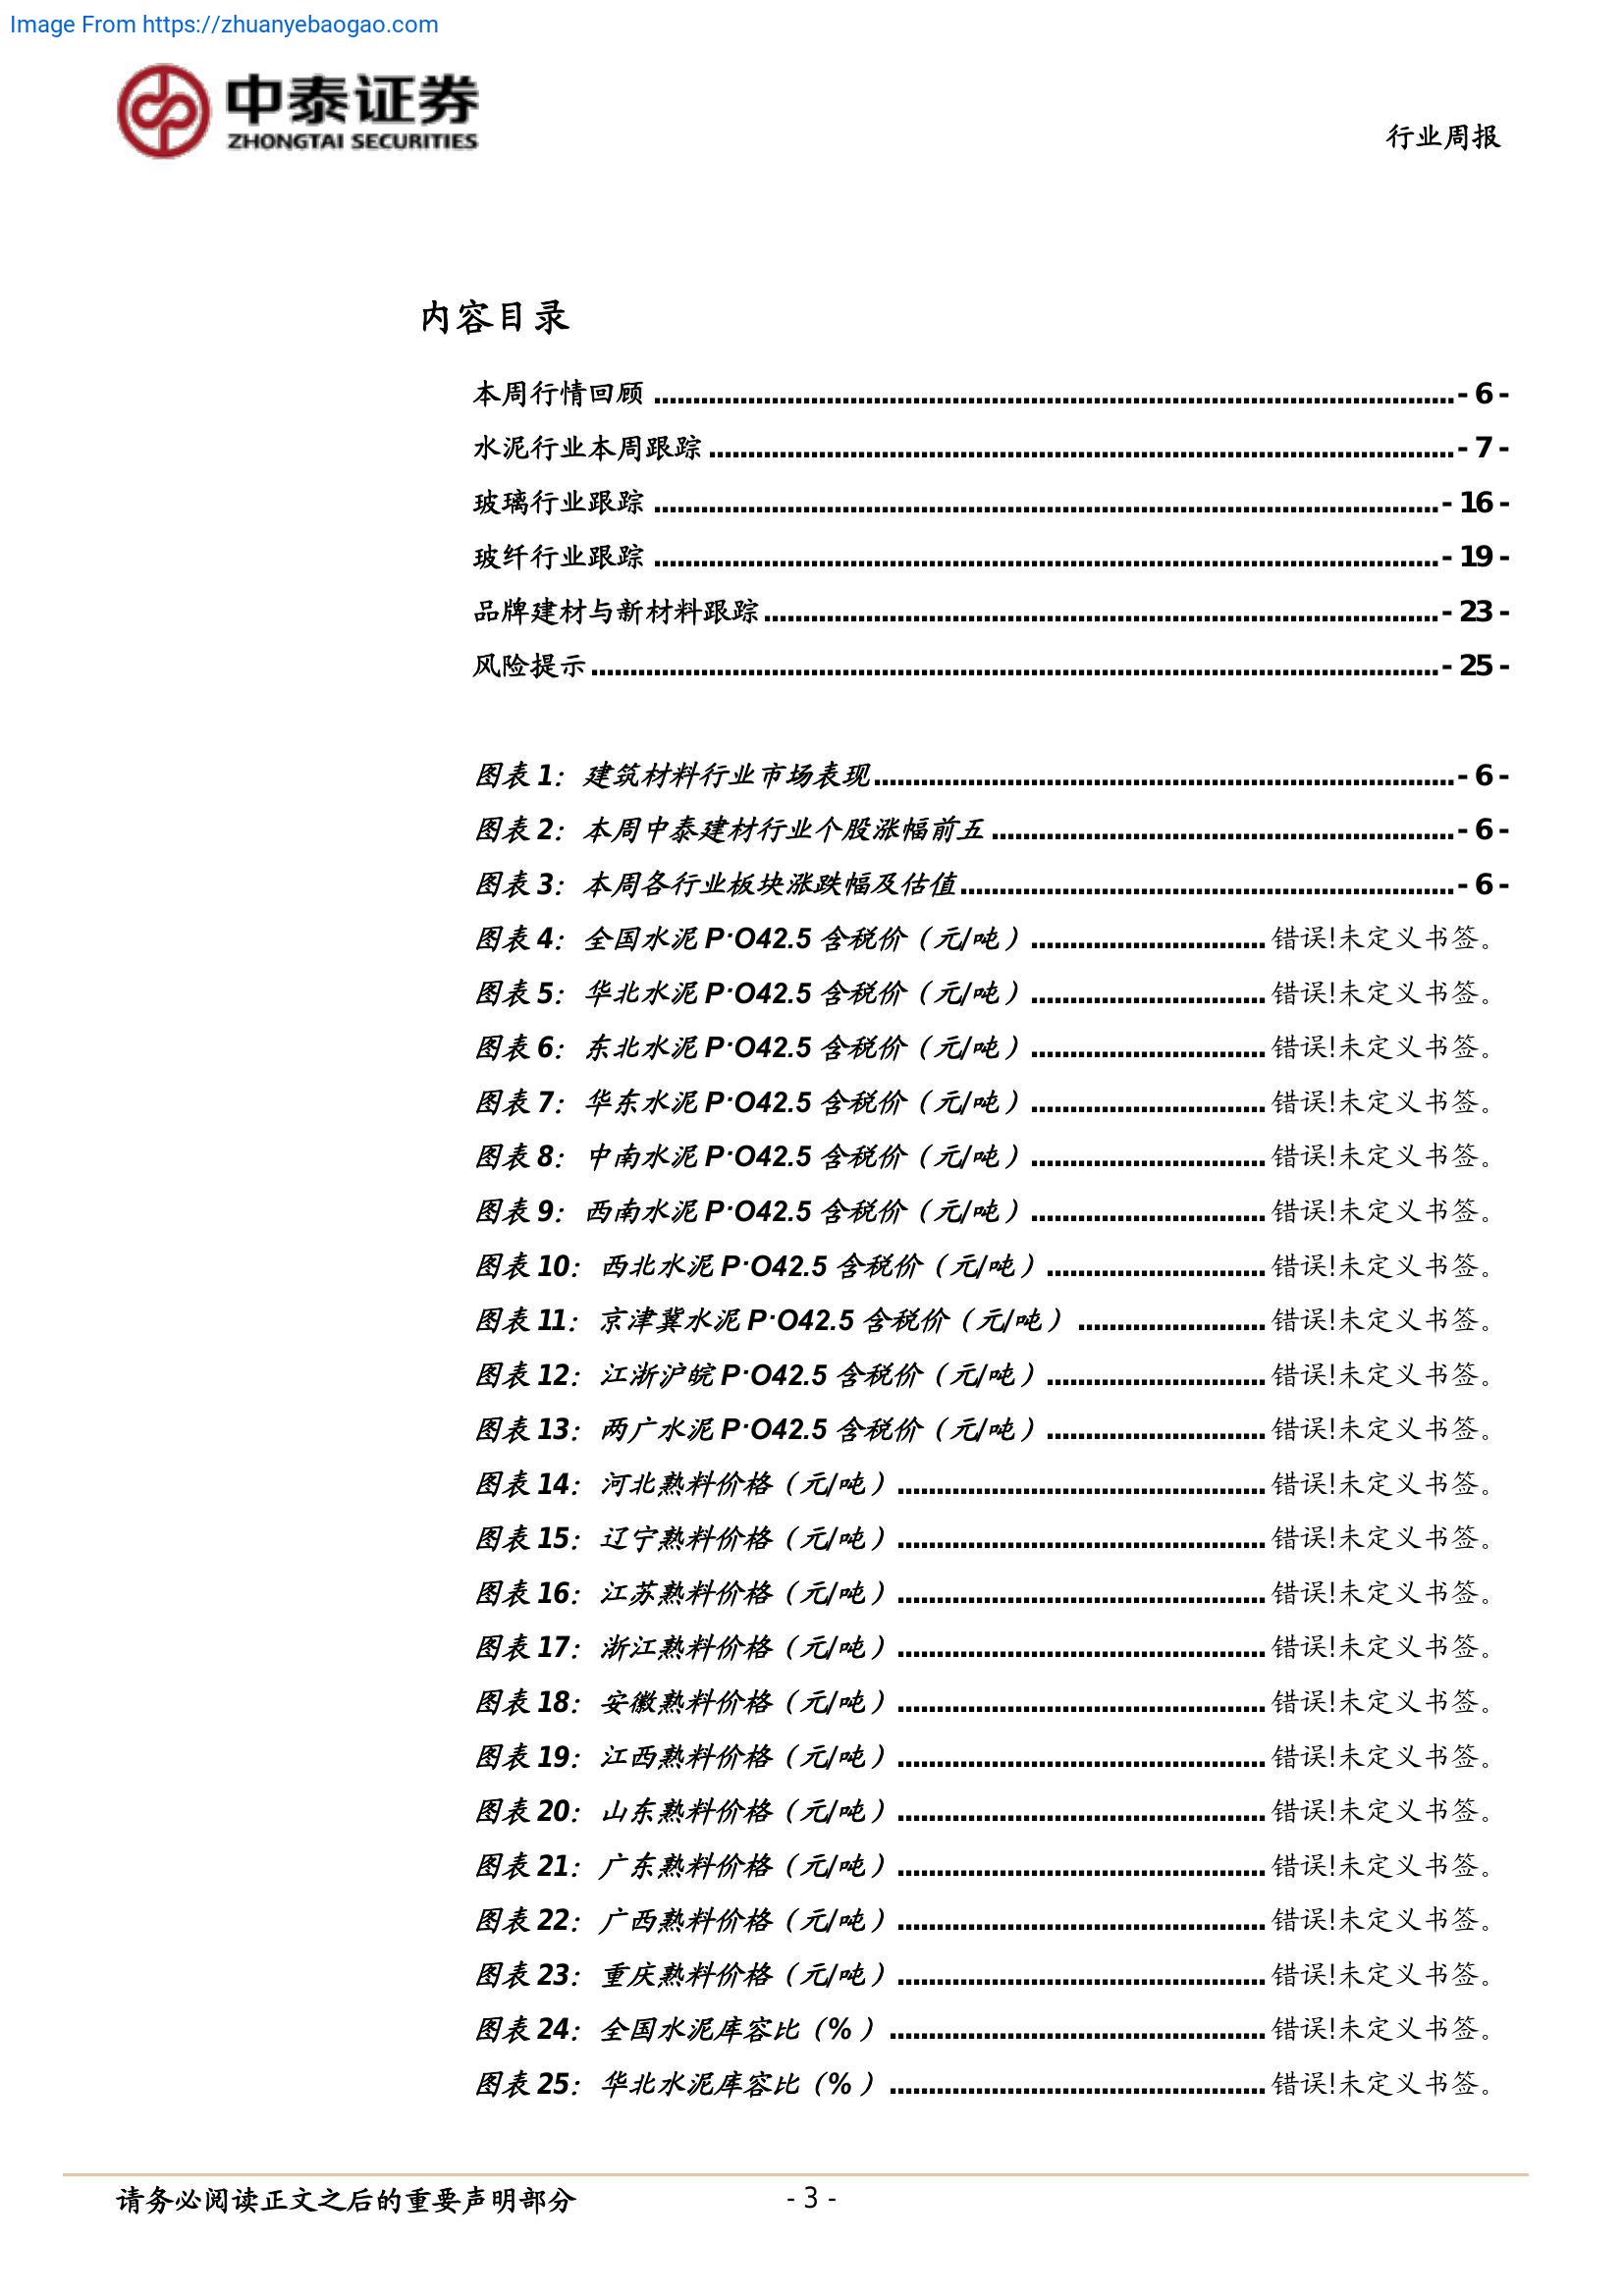 Image From https://zhuanyebaogao.com
中泰证券
ZHONGTAI SECURITIES
行业周报
内容目录
本周行情回顾 ........................................ - 6 -
水泥行业本周跟踪 ........................................ - 7 -
玻璃行业跟踪 ........................................ - 16 -
玻纤行业跟踪 ........................................ - 19 -
品牌建材与新材料跟踪 ........................................ - 23 -
风险提示 ........................................ - 25 -
图表 1：建筑材料行业市场表现 ........................................ - 6 -
图表 2：本周中泰建材行业个股涨幅前五 ........................................ - 6 -
图表 3：本周各行业板块涨跌幅及估值 ........................................ - 6 -
图表 4：全国水泥 P·O42.5 含税价（元/吨） .............................. 错误!未定义书签。
图表 5：华北水泥 P·O42.5 含税价（元/吨） .............................. 错误!未定义书签。
图表 6：东北水泥 P·O42.5 含税价（元/吨） .............................. 错误!未定义书签。
图表 7：华东水泥 P·O42.5 含税价（元/吨） .............................. 错误!未定义书签。
图表 8：中南水泥 P·O42.5 含税价（元/吨） .............................. 错误!未定义书签。
图表 9：西南水泥 P·O42.5 含税价（元/吨） .............................. 错误!未定义书签。
图表 10：西北水泥 P·O42.5 含税价（元/吨） ............................ 错误!未定义书签。
图表 11：京津冀水泥 P·O42.5 含税价（元/吨） ........................ 错误!未定义书签。
图表 12：江浙沪皖 P·O42.5 含税价（元/吨） ............................ 错误!未定义书签。
图表 13：两广水泥 P·O42.5 含税价（元/吨） ............................ 错误!未定义书签。
图表 14：河北熟料价格（元/吨） ........................................ 错误!未定义书签。
图表 15：辽宁熟料价格（元/吨） ........................................ 错误!未定义书签。
图表 16：江苏熟料价格（元/吨） ........................................ 错误!未定义书签。
图表 17：浙江熟料价格（元/吨） ........................................ 错误!未定义书签。
图表 18：安徽熟料价格（元/吨） ........................................ 错误!未定义书签。
图表 19：江西熟料价格（元/吨） ........................................ 错误!未定义书签。
图表 20：山东熟料价格（元/吨） ........................................ 错误!未定义书签。
图表 21：广东熟料价格（元/吨） ........................................ 错误!未定义书签。
图表 22：广西熟料价格（元/吨） ........................................ 错误!未定义书签。
图表 23：重庆熟料价格（元/吨） ........................................ 错误!未定义书签。
图表 24：全国水泥库容比（%） ........................................ 错误!未定义书签。
图表 25：华北水泥库容比（%） ........................................ 错误!未定义书签。
请务必阅读正文之后的重要声明部分
- 3 -